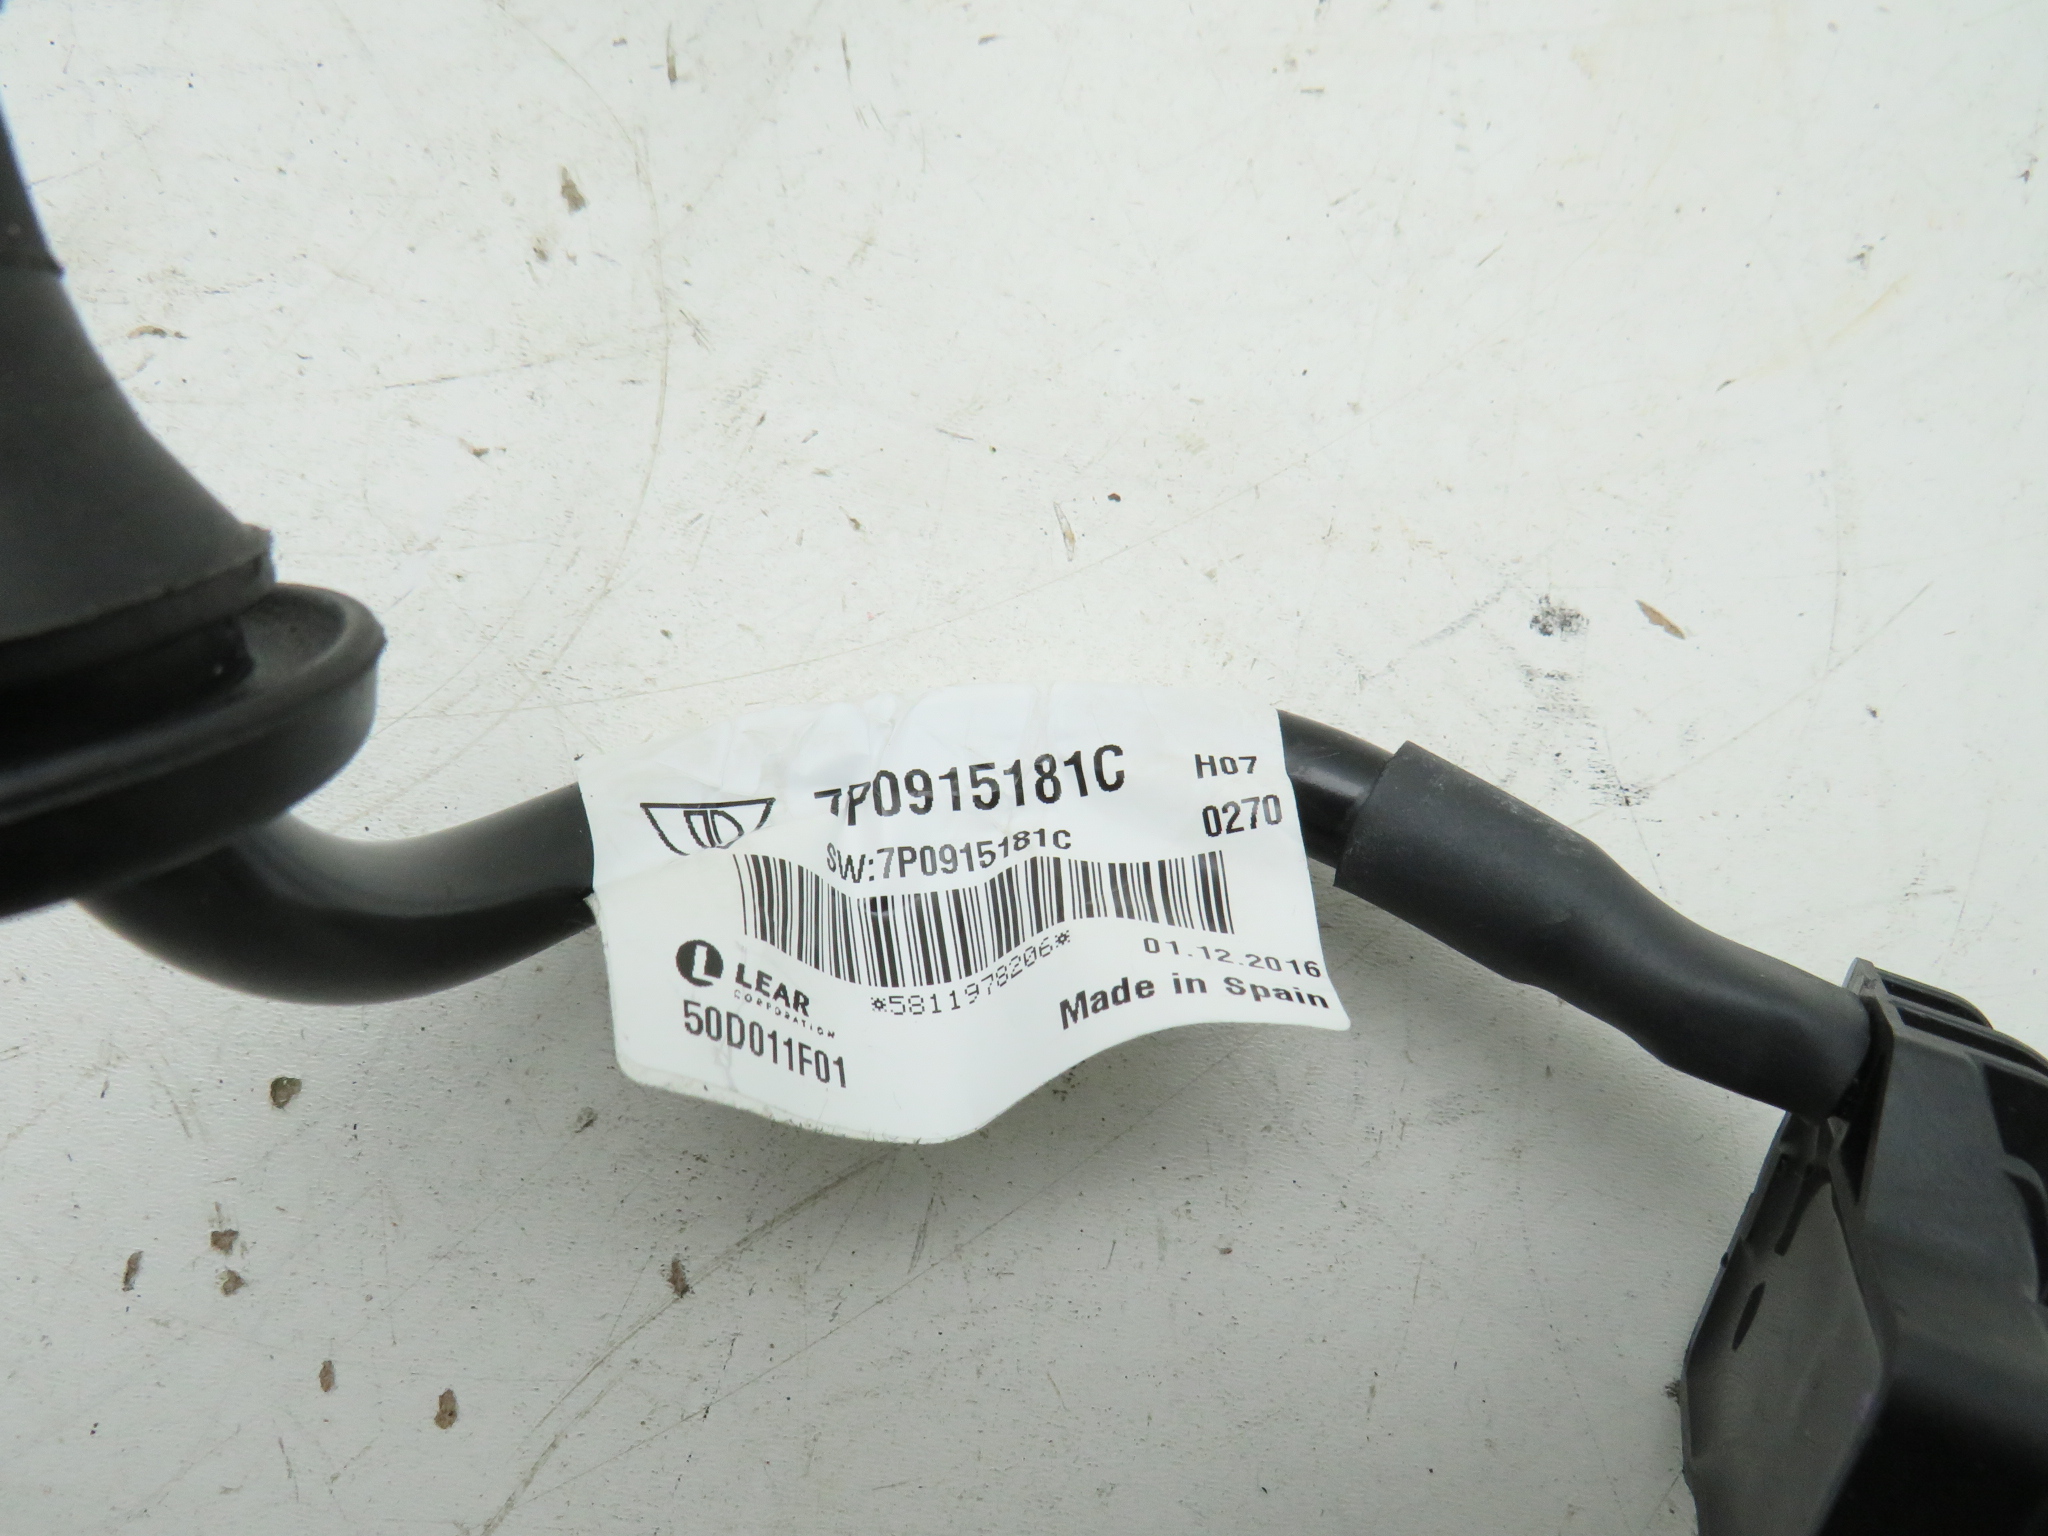 7P0915181C
H07
0270
SW:7P0915181C
*5811978206*
01.12.2016
Made in Spain
LEAR
CORPORATION
50D011F01